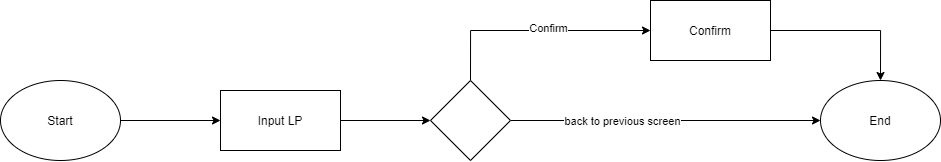 Confirm
Confirm
Start
Input LP
back to previous screen
End